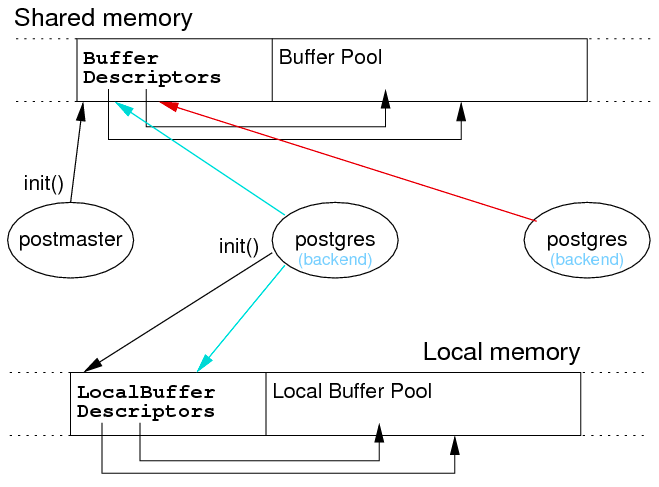 Shared memory
Buffer
Descriptors
Buffer Pool
init()
postmaster
init()
postgres
(backend)
postgres
(backend)
Local memory
LocalBuffer
Descriptors
Local Buffer Pool